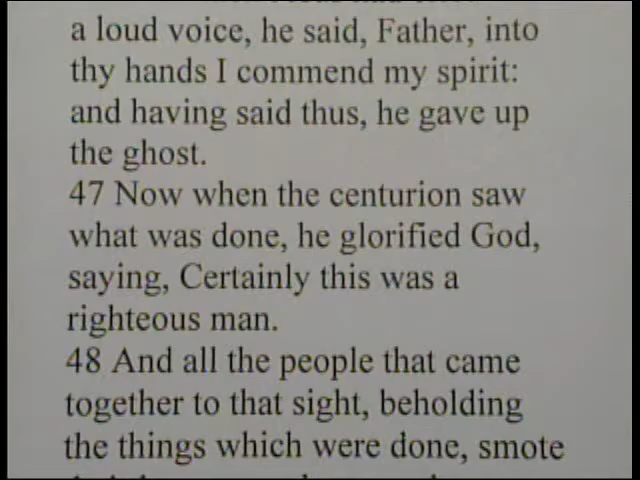 a loud voice, he said, Father, into
thy hands I commend my spirit:
and having said thus, he gave up
the ghost.
47 Now when the centurion saw
what was done, he glorified God,
saying, Certainly this was a
righteous man.
48 And all the people that came
together to that sight, beholding
the things which were done, smote